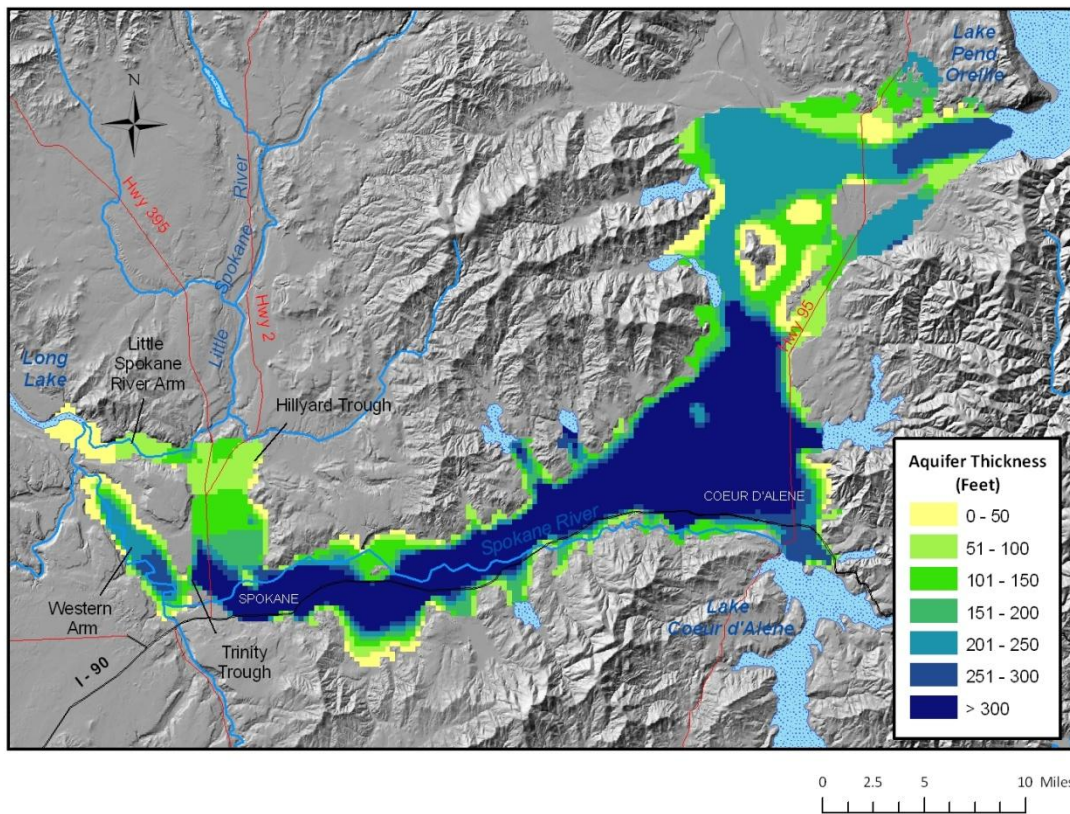 Lake
Pend
Oreille
N
Hwy 395
Little
Spokane
River
Hwy 2
Hwy 95
Long
Lake
Little
Spokane
River Arm
Hillyard Trough
COEUR D'ALENE
Spokane River
SPOKANE
Western
Arm
Trinity
Trough
I - 90
Lake
Coeur d'Alene
Aquifer Thickness
(Feet)
0 - 50
51 - 100
101 - 150
151 - 200
201 - 250
251 - 300
> 300
0 2.5 5 10 Miles